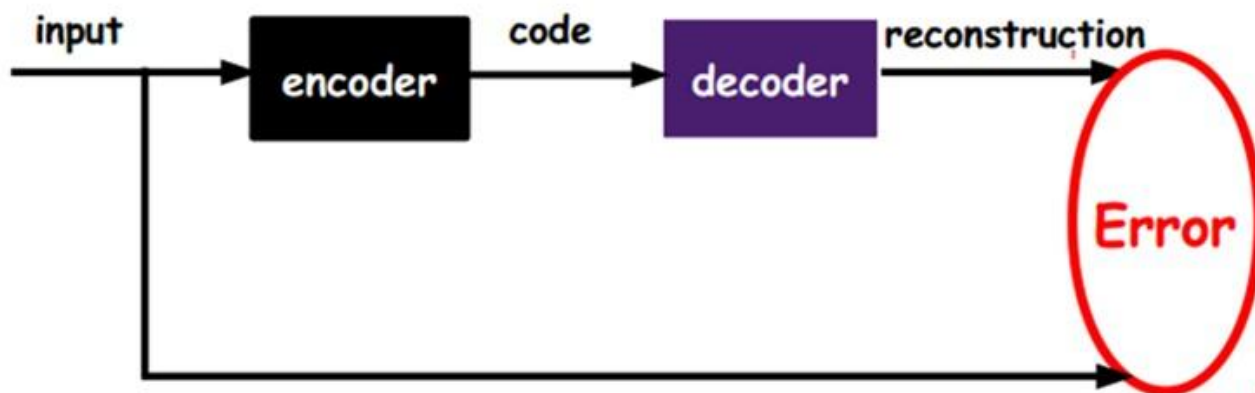 input
encoder
code
decoder
reconstruction
Error